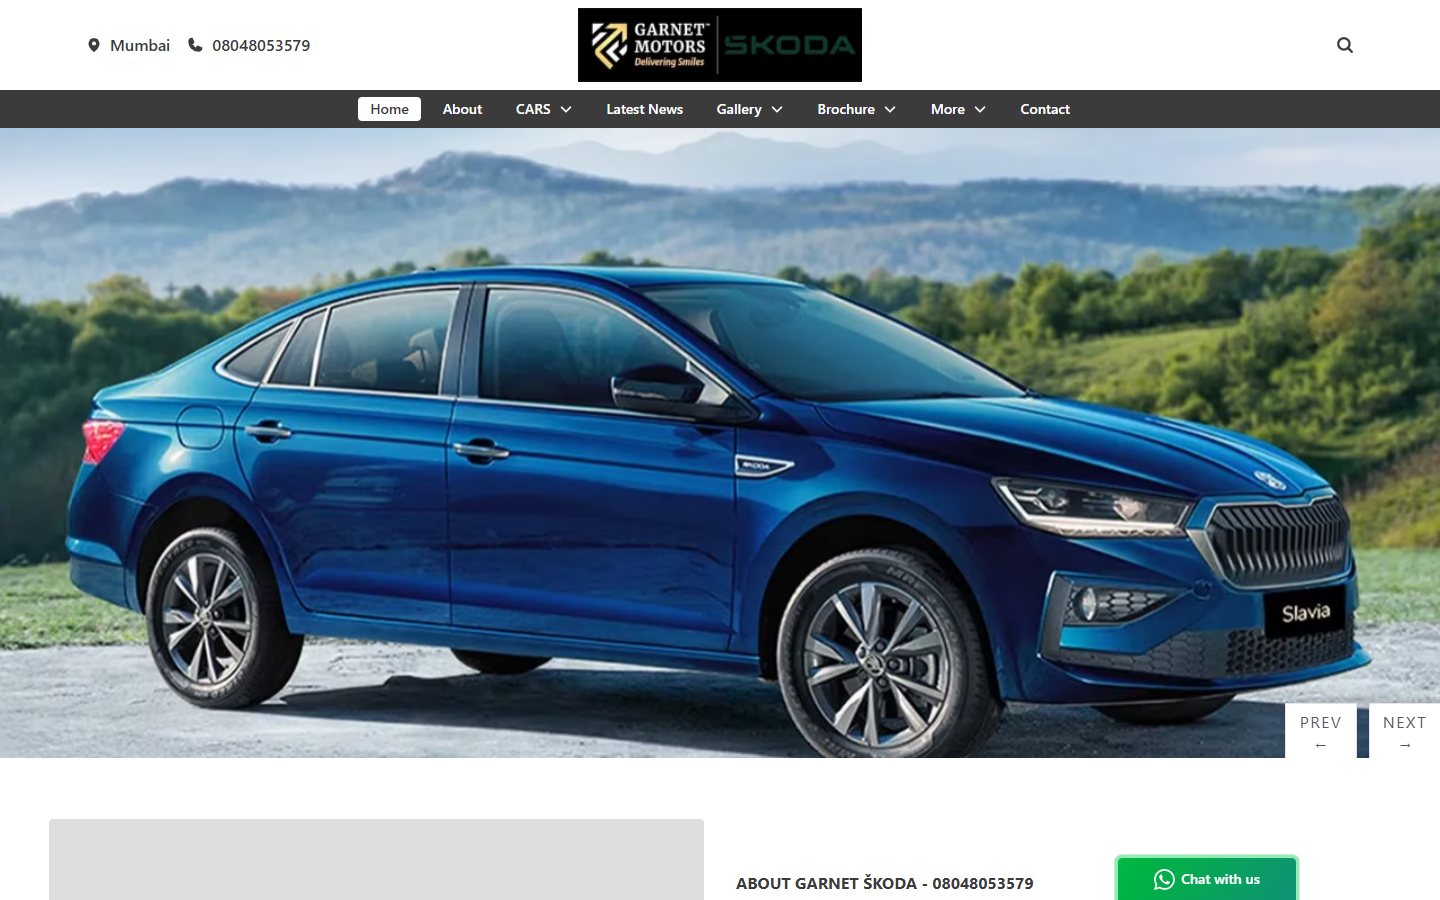 Mumbai 08048053579
GARNET
MOTORS
Delivering Smiles
ŠKODA
Home About CARS Latest News Gallery Brochure More Contact
SKODA
Slavia
PREV
←
NEXT
→
ABOUT GARNET ŠKODA - 08048053579
Chat with us